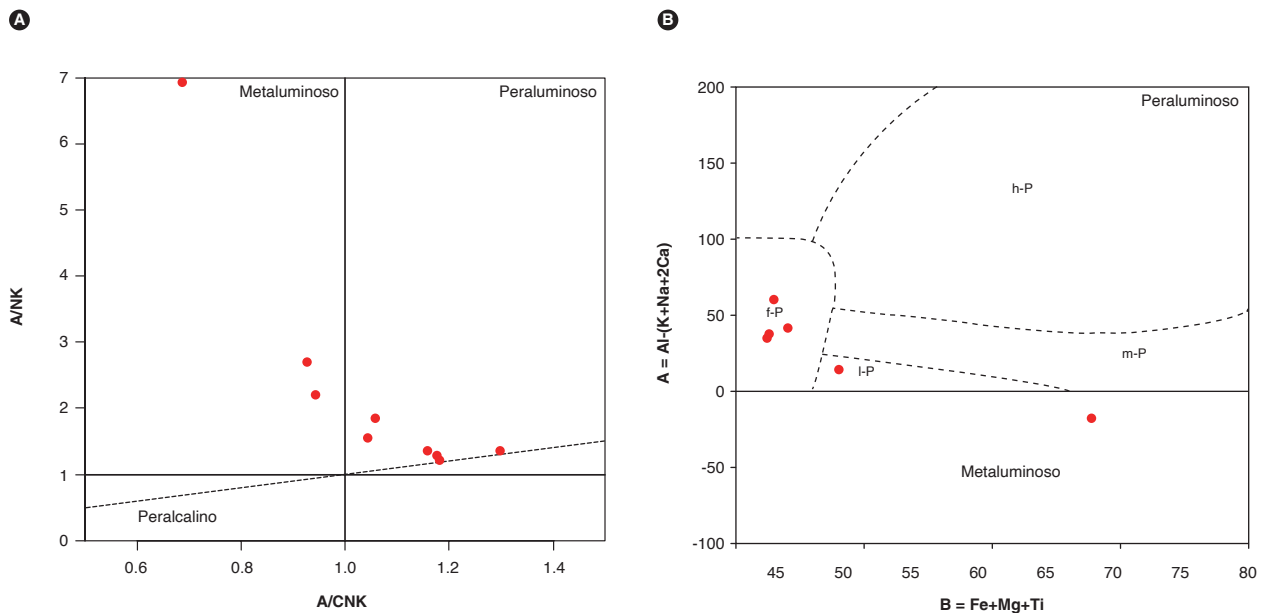 A
B
7
6
5
4
3
2
1
0
A/NK
Metaluminoso
Peraluminoso
Peralcalino
0.6
0.8
1.0
1.2
1.4
A/CNK
200
150
100
50
0
-50
-100
A = Al-(K+Na+2Ca)
Peraluminoso
h-P
f-P
m-P
l-P
Metaluminoso
45
50
55
60
65
70
75
80
B = Fe+Mg+Ti